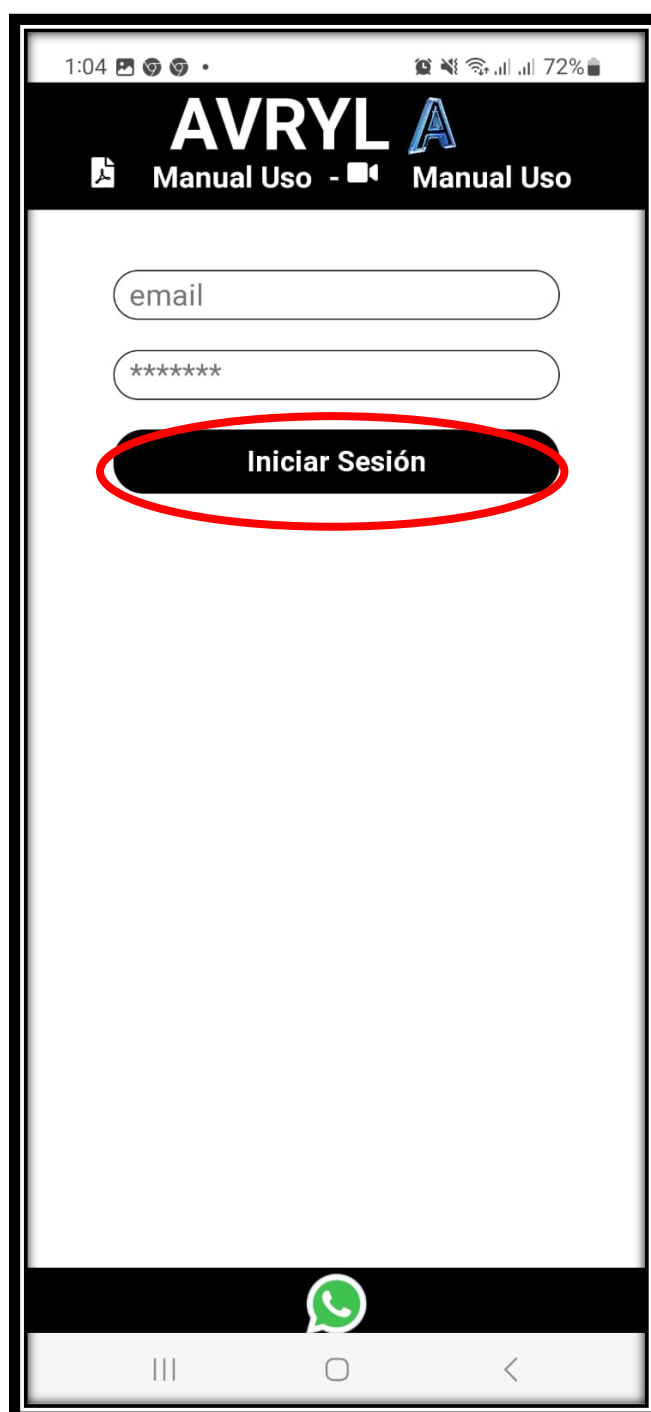 1:04 72%
AVRYL A
Manual Uso - Manual Uso
email
*******
Iniciar Sesión